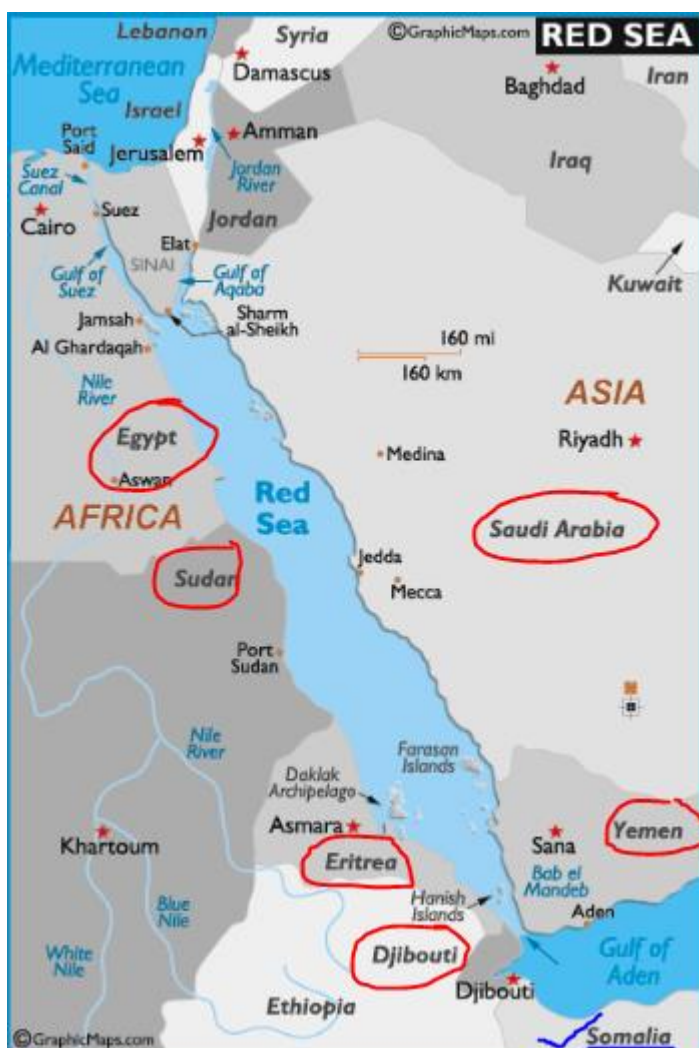 Lebanon
Syria
©GraphicMaps.com
RED SEA
Mediterranean
Sea
Damascus
Baghdad
Iran
Israel
Port
Said
Amman
Jerusalem
Iraq
Suez
Canal
Jordan
River
Cairo
Suez
Jordan
Elat
SINAI
Gulf of
Suez
Gulf of
Aqaba
Kuwait
Jamsah
Sharm
al-Sheikh
Al Ghardaqah
160 mi
160 km
Nile
River
ASIA
Egypt
Riyadh
Medina
Aswan
Red
Sea
AFRICA
Saudi Arabia
Sudan
Jedda
Mecca
Port
Sudan
Nile
River
Farasan
Islands
Daklak
Archipelago
Asmara
Khartoum
Sana
Yemen
Eritrea
Bab el
Mandeb
Hanish
Islands
Blue
Nile
Aden
White
Nile
Djibouti
Gulf of
Aden
Djibouti
Ethiopia
©GraphicMaps.com
Somalia